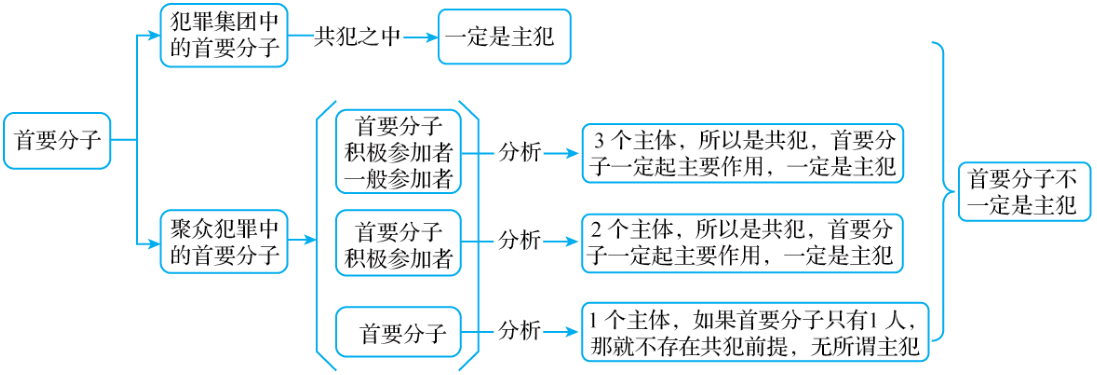 首要分子
犯罪集团中
的首要分子
共犯之中
一定是主犯
聚众犯罪中
的首要分子
首要分子
积极参加者
一般参加者
分析
3个主体，所以是共犯，首要分
子一定起主要作用，一定是主犯
首要分子
积极参加者
分析
2个主体，所以是共犯，首要分
子一定起主要作用，一定是主犯
首要分子
分析
1个主体，如果首要分子只有1人，
那就不存在共犯前提，无所谓主犯
首要分子不
一定是主犯